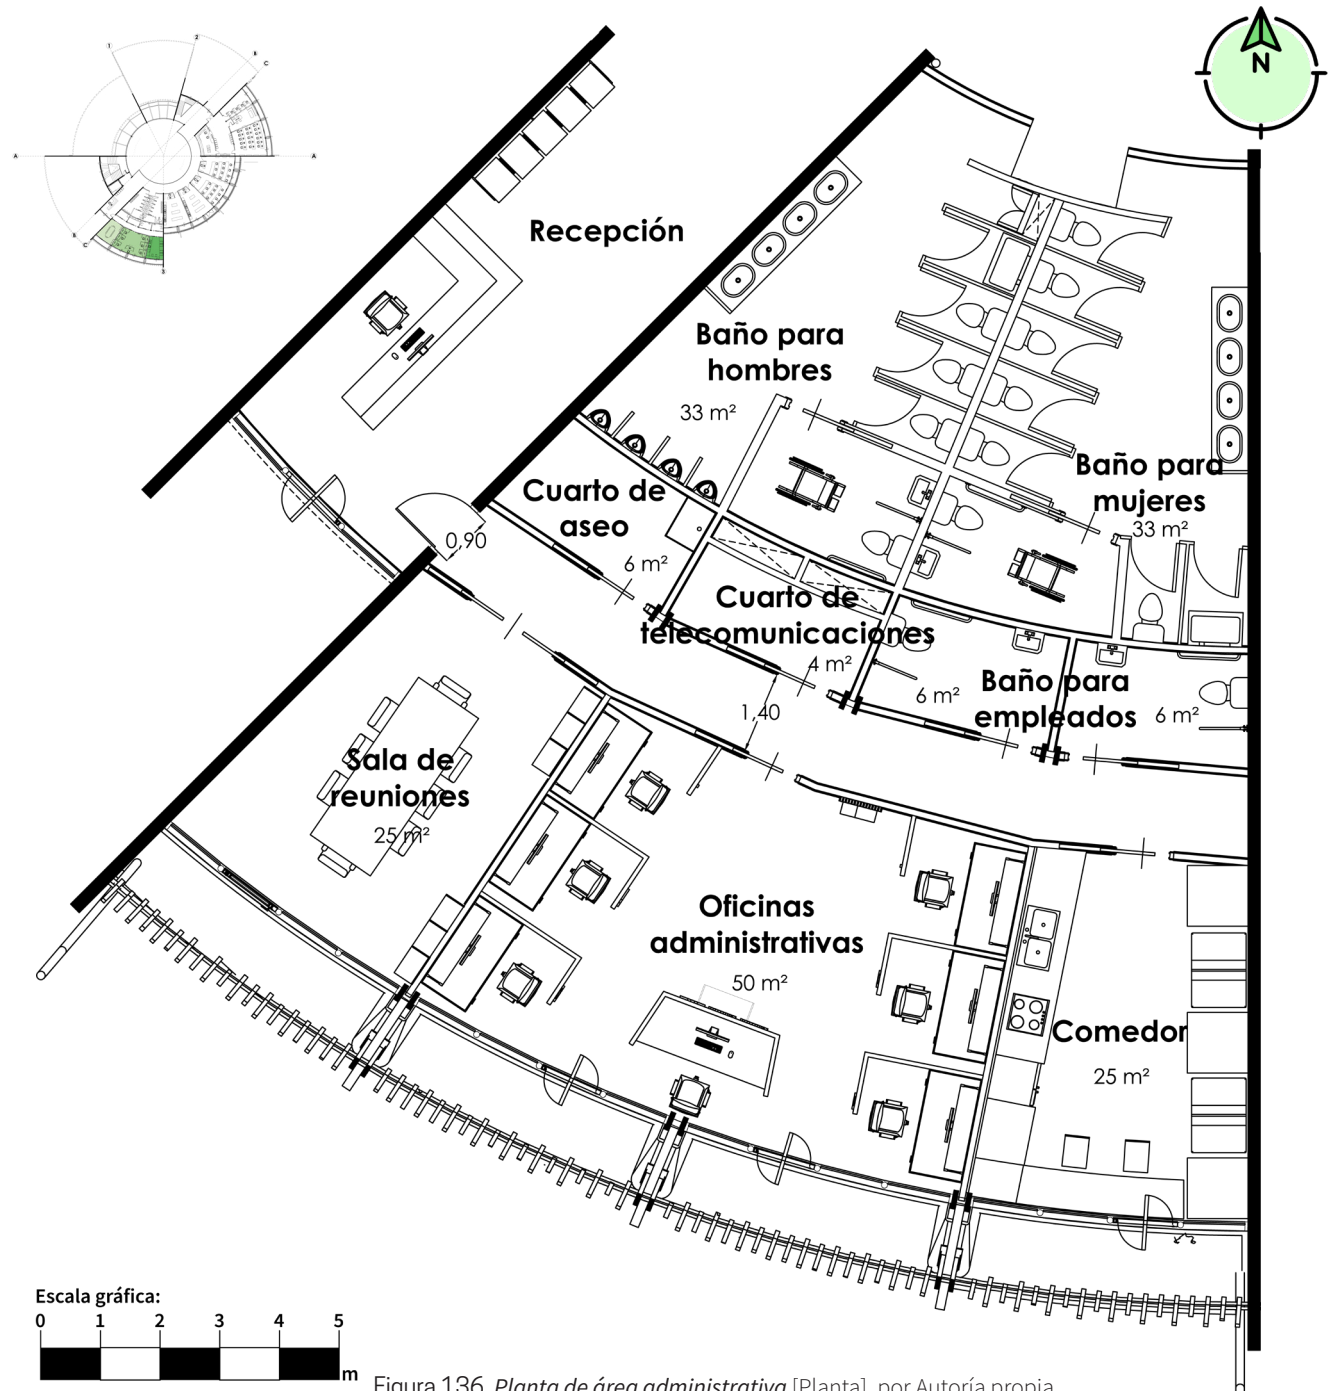 1
2
B
C
A
A
B
C
3
N
Recepción
Baño para
hombres
33 m²
Cuarto de
aseo
6 m²
0,90
Baño para
mujeres
33 m²
Cuarto de
telecomunicaciones
4 m²
1,40
6 m²
Baño para
empleados
6 m²
Sala de
reuniones
25 m²
Oficinas
administrativas
50 m²
Comedor
25 m²
Escala gráfica:
0 1 2 3 4 5
m
Figura 136. Planta de área administrativa [Planta], por Autoría propia